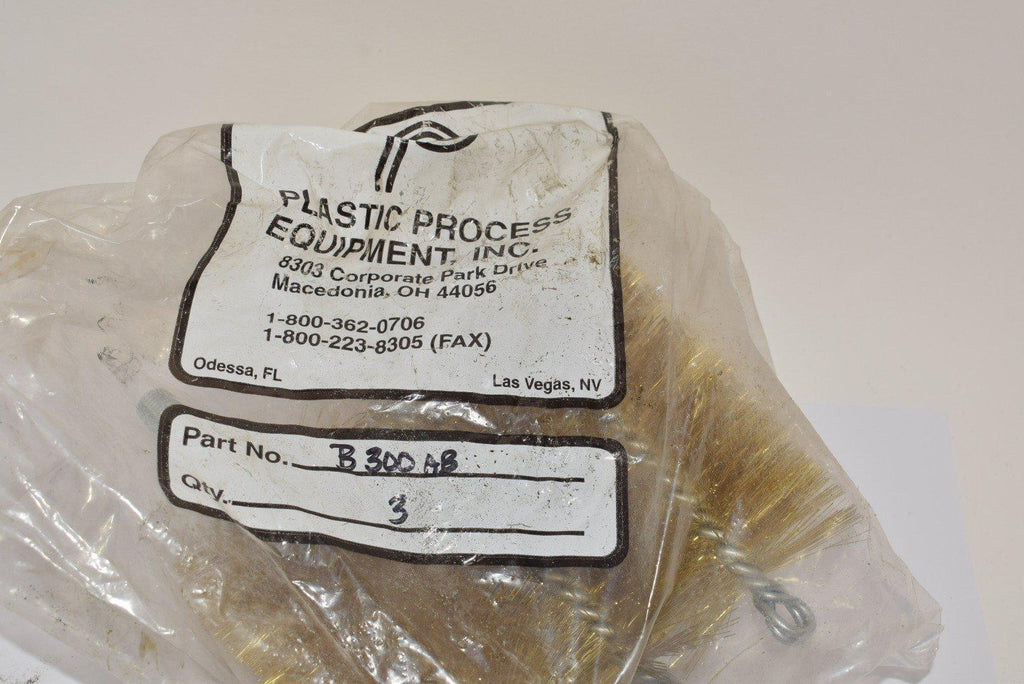 PLASTIC PROCESS
EQUIPMENT, INC.
8303 Corporate Park Drive
Macedonia, OH 44056
1-800-362-0706
1-800-223-8305 (FAX)
Odessa, FL
Las Vegas, NV
Part No. B300AB
Qty. 3